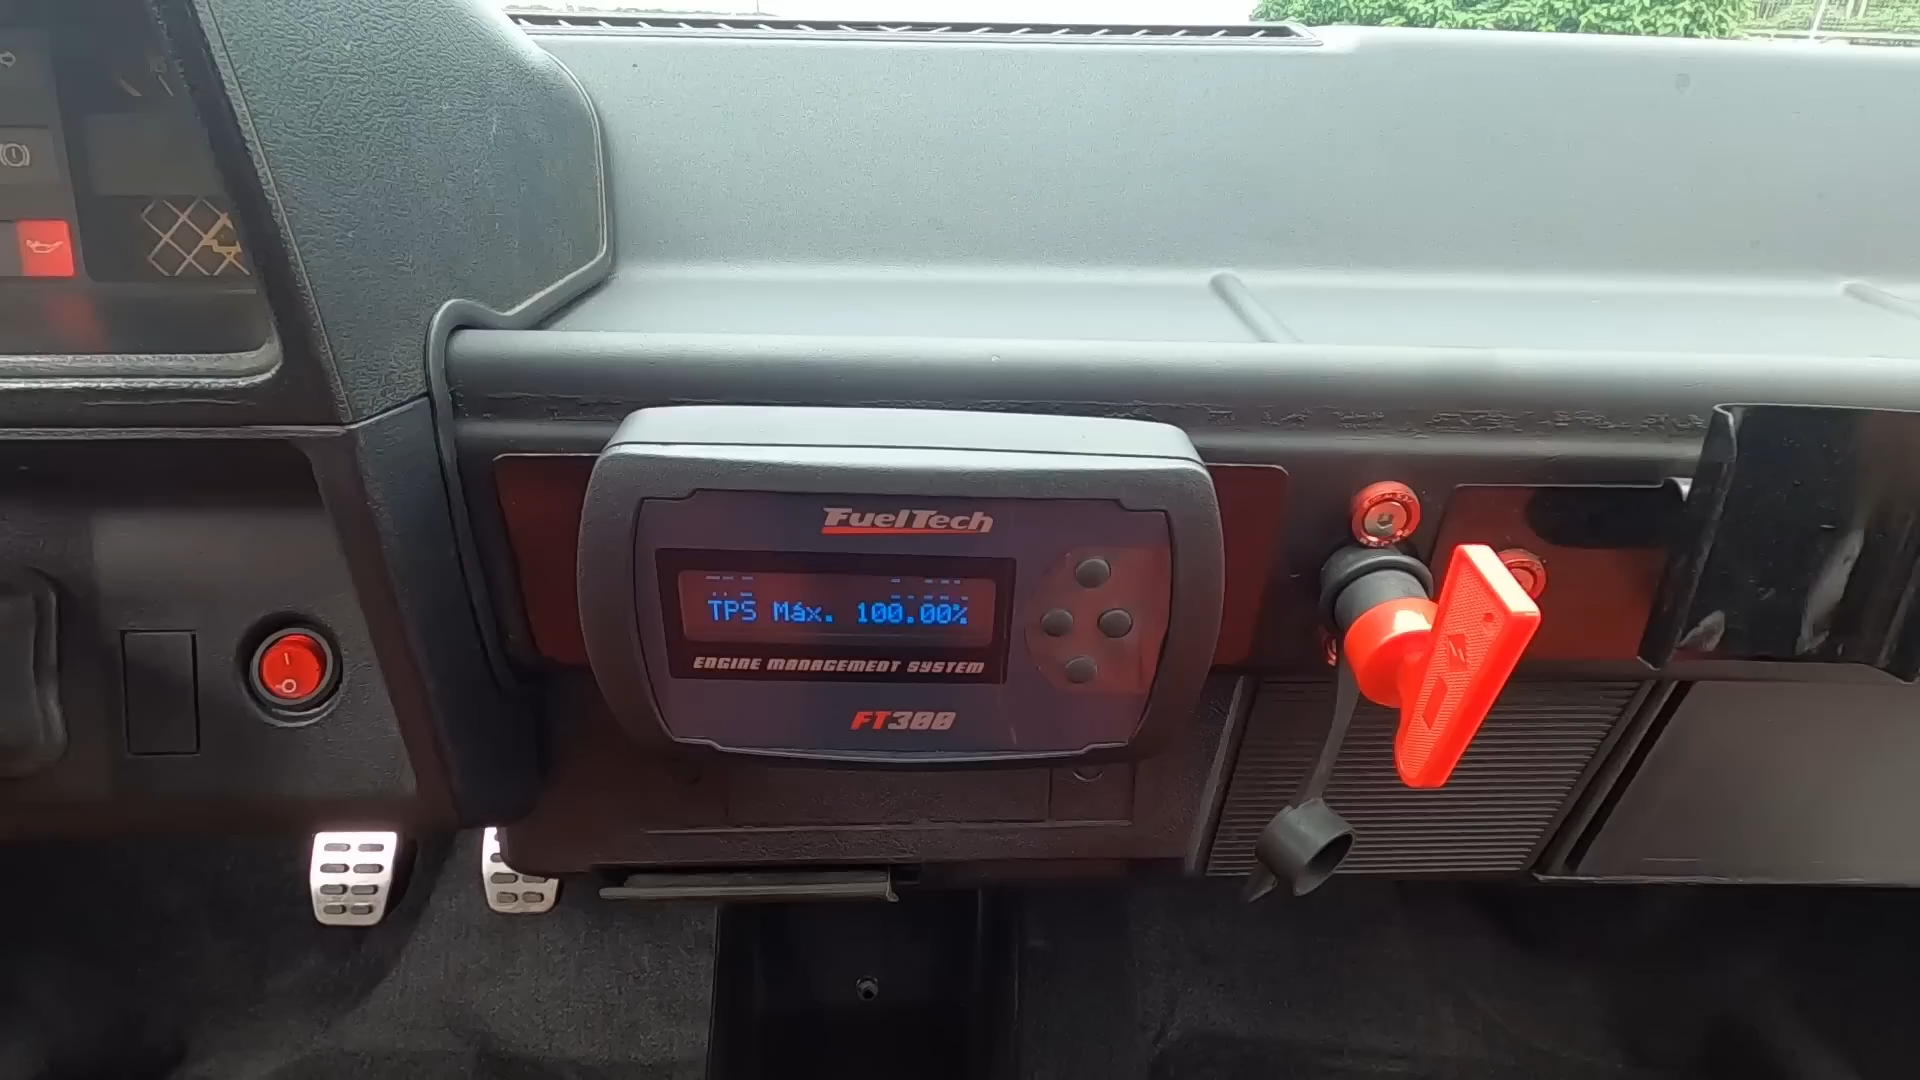 FuelTech
TPS Máx. 100.00%
ENGINE MANAGEMENT SYSTEM
FT300